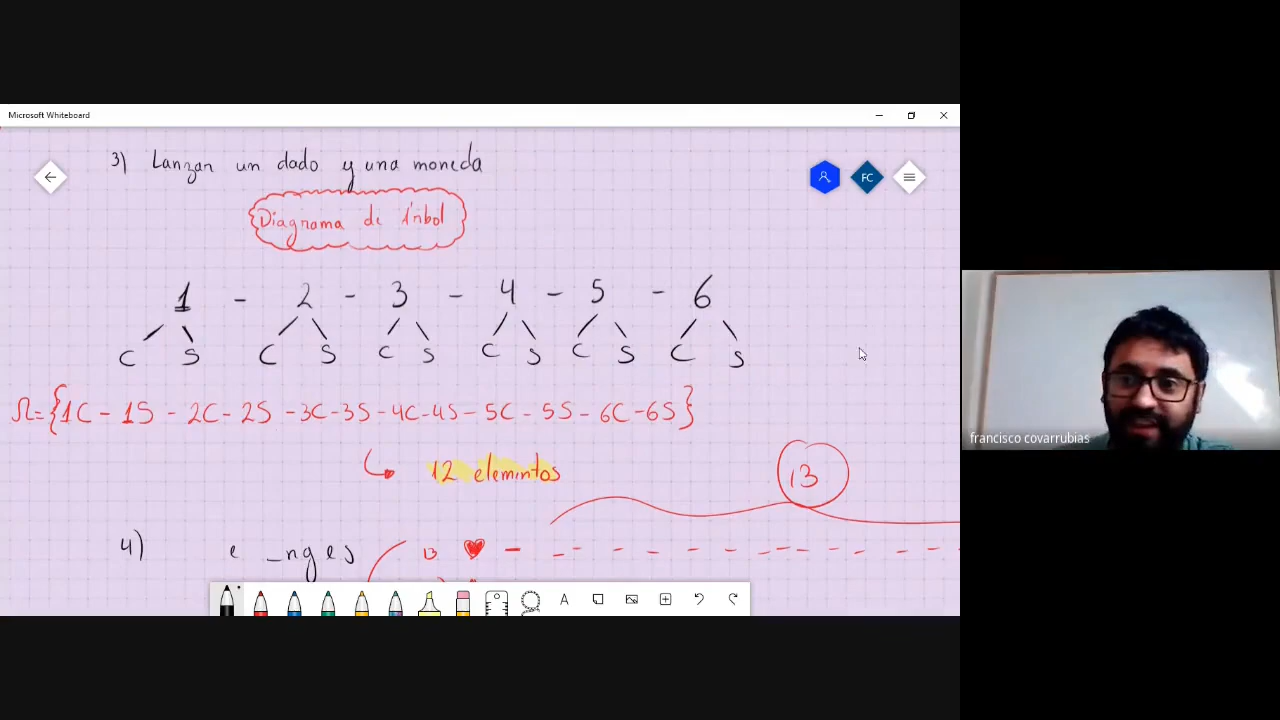 Microsoft Whiteboard
3) Lanzar un dado y una moneda
FC
Diagrama de árbol
1 - 2 - 3 - 4 - 5 - 6
C S C S C S C S C S C S
Ω={1C - 1S - 2C - 2S - 3C - 3S - 4C - 4S - 5C - 5S - 6C - 6S}
francisco covarrubias
12 elementos
13
4)
13 ♥